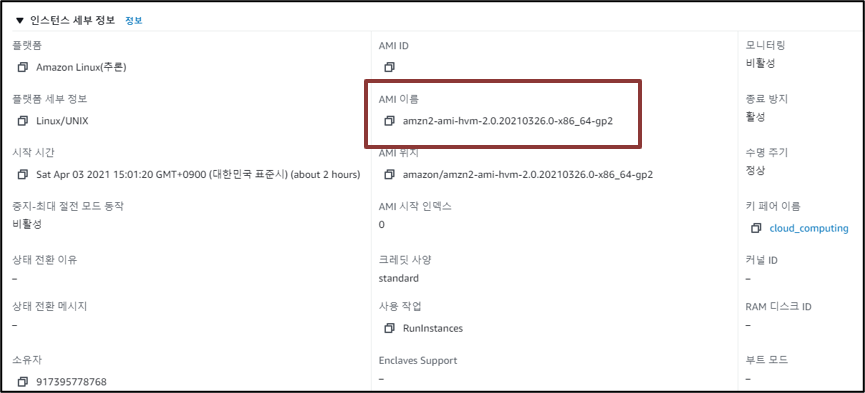 ▼ 인스턴스 세부 정보 정보
플랫폼
Amazon Linux(추론)
플랫폼 세부 정보
Linux/UNIX
시작 시간
Sat Apr 03 2021 15:01:20 GMT+0900 (대한민국 표준시) (about 2 hours)
중지-최대 절전 모드 동작
비활성
상태 전환 이유
–
상태 전환 메시지
–
소유자
917395778768
AMI ID
AMI 이름
amzn2-ami-hvm-2.0.20210326.0-x86_64-gp2
AMI 위치
amazon/amzn2-ami-hvm-2.0.20210326.0-x86_64-gp2
AMI 시작 인덱스
0
크레딧 사양
standard
사용 작업
RunInstances
Enclaves Support
–
모니터링
비활성
종료 방지
활성
수명 주기
정상
키 페어 이름
cloud_computing
커널 ID
–
RAM 디스크 ID
–
부트 모드
–